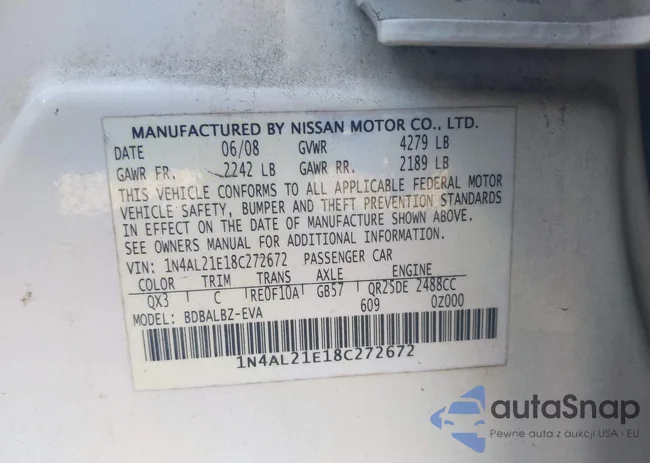 MANUFACTURED BY NISSAN MOTOR CO., LTD.
DATE 06/08 GVWR 4279 LB
GAWR FR. 2242 LB GAWR RR. 2189 LB
THIS VEHICLE CONFORMS TO ALL APPLICABLE FEDERAL MOTOR
VEHICLE SAFETY, BUMPER AND THEFT PREVENTION STANDARDS
IN EFFECT ON THE DATE OF MANUFACTURE SHOWN ABOVE.
SEE OWNERS MANUAL FOR ADDITIONAL INFORMATION.
VIN: 1N4AL21E18C272672 PASSENGER CAR
COLOR TRIM TRANS AXLE ENGINE
QX3 C RE0F10A GB57 QR25DE 2488CC
MODEL: BDBALBZ-EVA 609 0Z000
1N4AL21E18C272672
autaSnap
Pewne auta z aukcji USA i EU